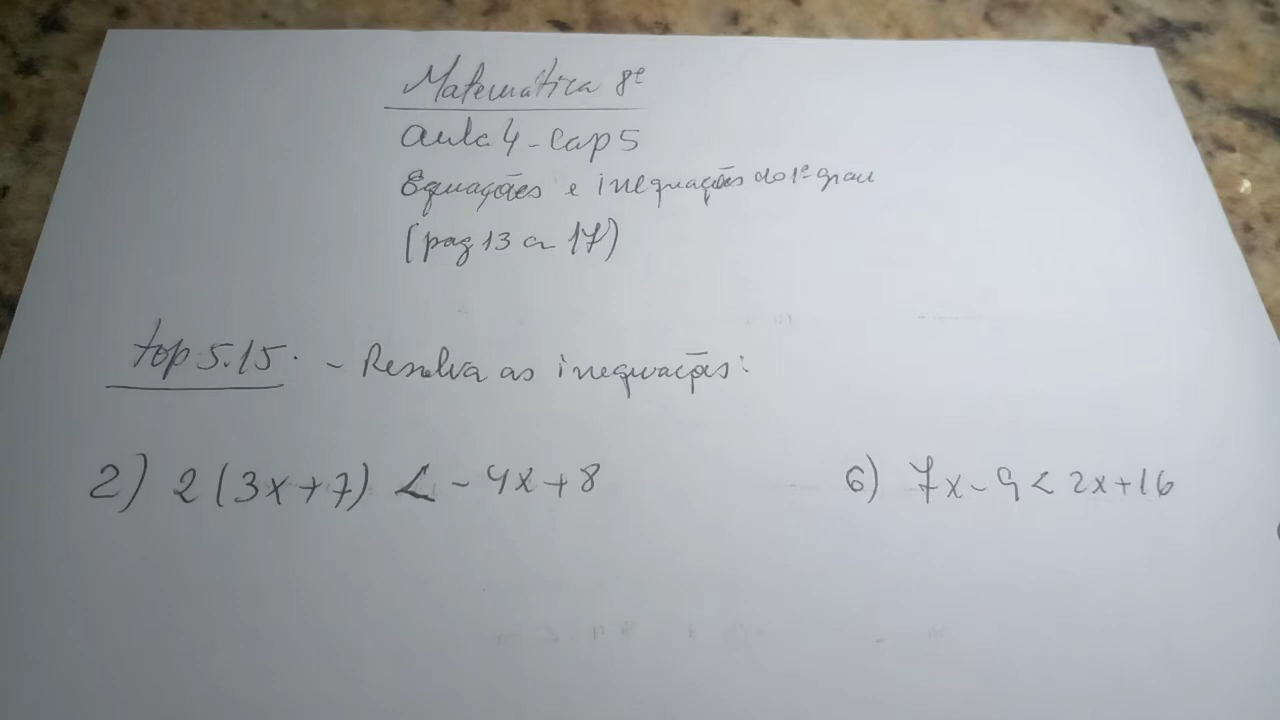 Matemática 8º
Aula 4 - Cap 5
Equações e inequações do 1º grau
(pag 13 a 17)
top 5.15. - Resolva as inequações:
2) 2(3x+7) < -4x+8
6) 7x-9 < 2x+16